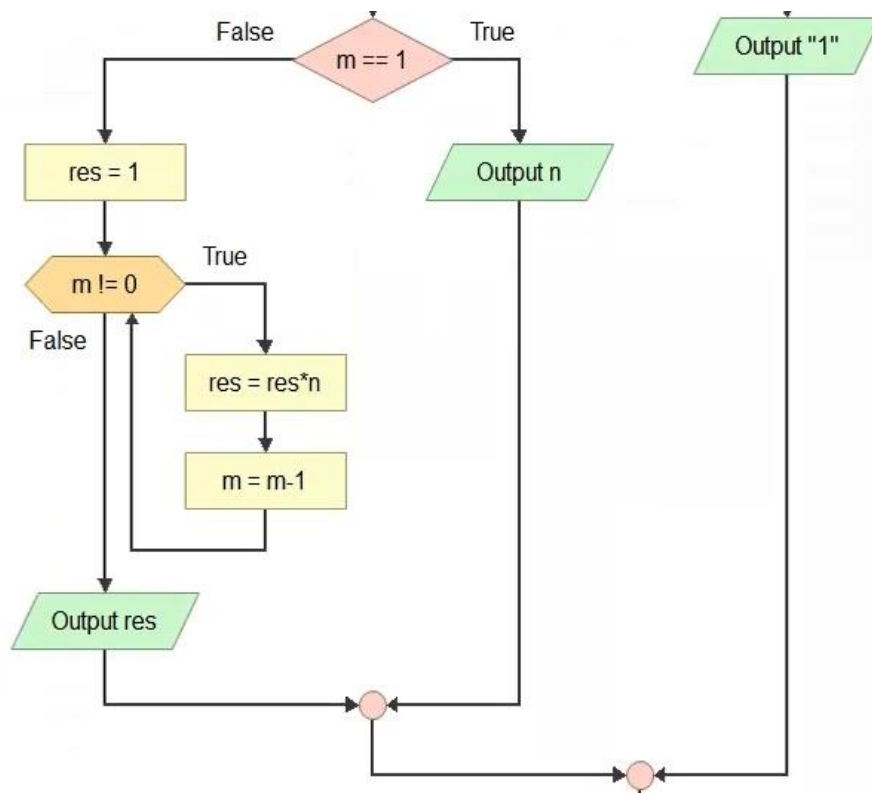 False
True
m == 1
Output "1"
res = 1
Output n
True
m != 0
False
res = res*n
m = m-1
Output res